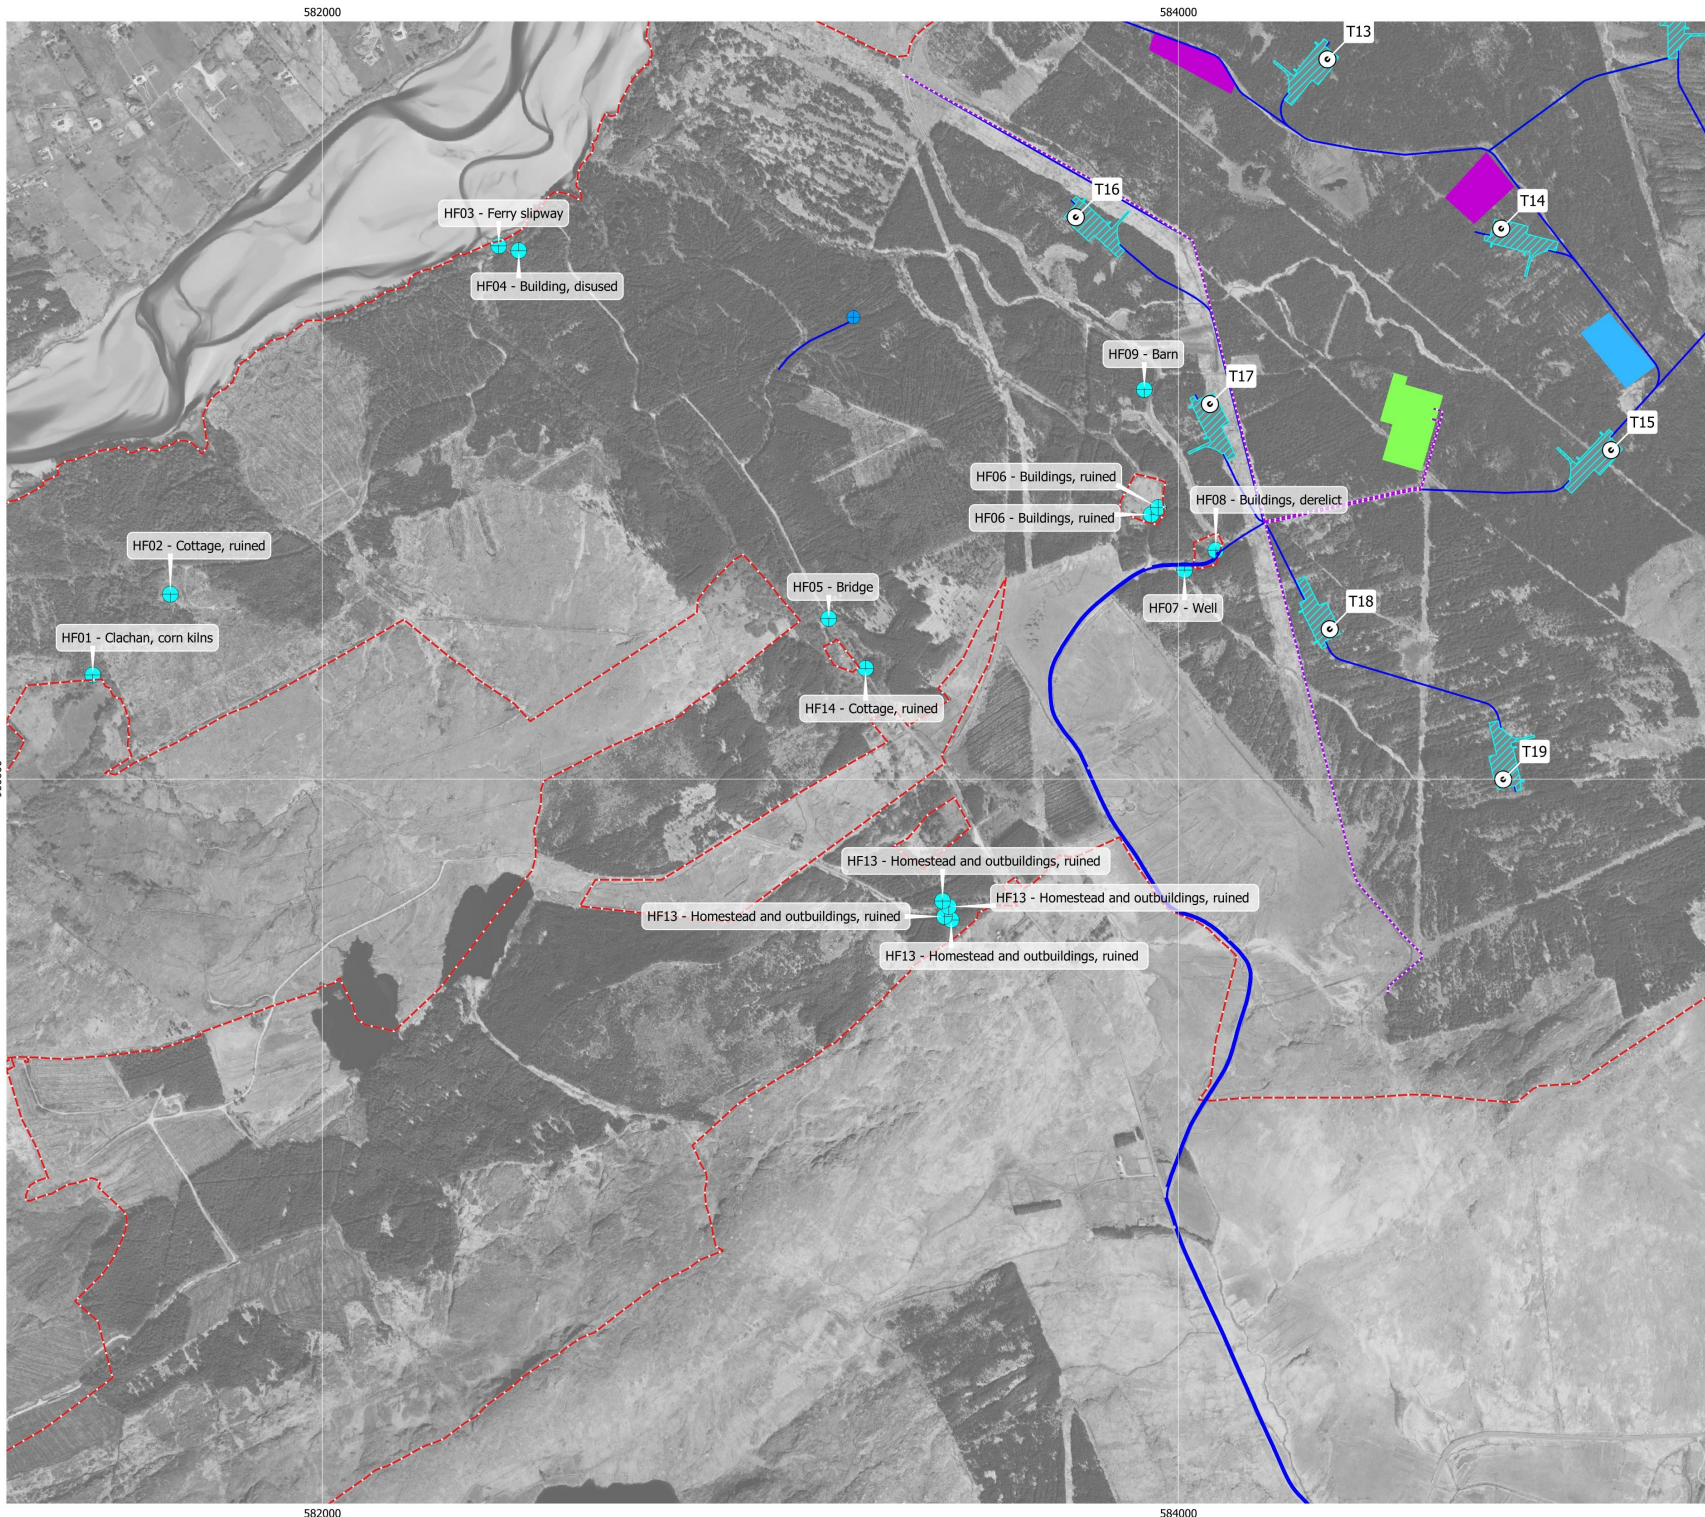 582000
584000
T13
T16
T14
HF03 - Ferry slipway
HF04 - Building, disused
HF09 - Barn
T17
T15
HF06 - Buildings, ruined
HF08 - Buildings, derelict
HF06 - Buildings, ruined
HF02 - Cottage, ruined
HF05 - Bridge
T18
HF07 - Well
HF01 - Clachan, corn kilns
HF14 - Cottage, ruined
T19
HF13 - Homestead and outbuildings, ruined
HF13 - Homestead and outbuildings, ruined
HF13 - Homestead and outbuildings, ruined
HF13 - Homestead and outbuildings, ruined
582000
584000